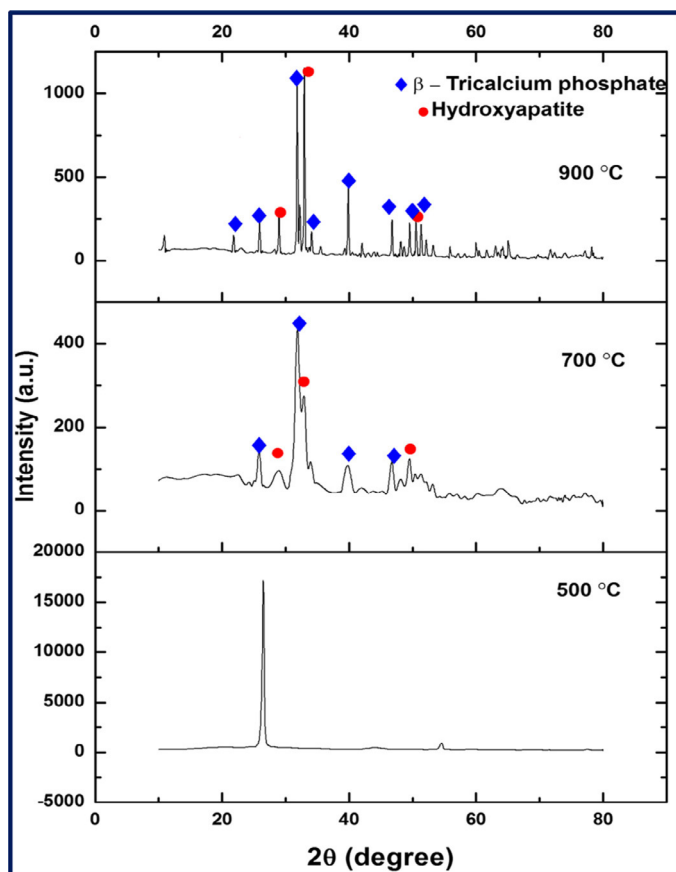 0 20 40 60 80
1000
500
0
β – Tricalcium phosphate
Hydroxyapatite
900 °C
400
200
0
700 °C
Intensity (a.u.)
20000
15000
10000
5000
0
-5000
500 °C
0 20 40 60 80
2θ (degree)